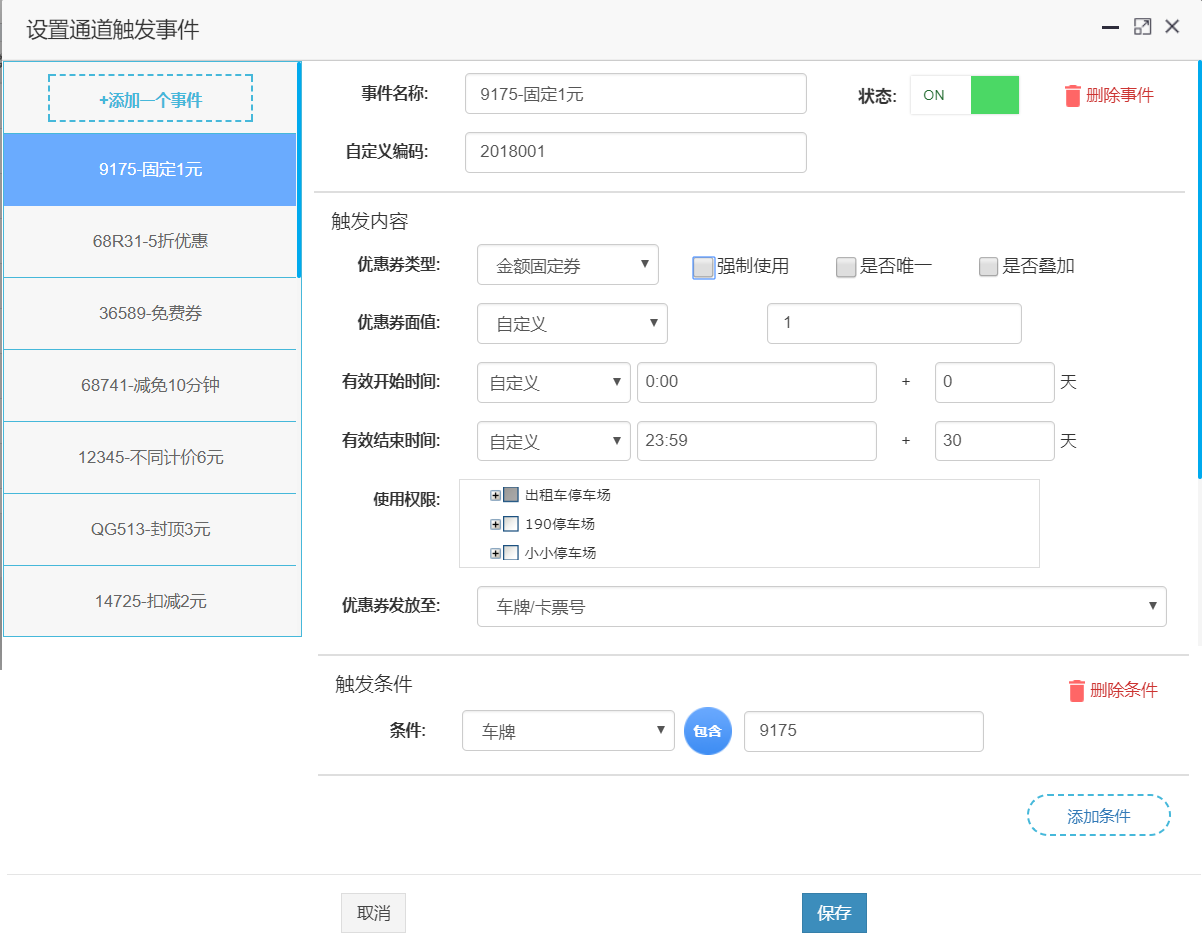 设置通道触发事件
+添加一个事件
9175-固定1元
68R31-5折优惠
36589-免费券
68741-减免10分钟
12345-不同计价6元
QG513-封顶3元
14725-扣减2元
事件名称: 9175-固定1元 状态: ON 删除事件
自定义编码: 2018001
触发内容
优惠券类型: 金额固定券 强制使用 是否唯一 是否叠加
优惠券面值: 自定义 1
有效开始时间: 自定义 0:00 + 0 天
有效结束时间: 自定义 23:59 + 30 天
使用权限: 出租车停车场
190停车场
小小停车场
优惠券发放至: 车牌/卡票号
触发条件 删除条件
条件: 车牌 包含 9175
添加条件
取消 保存